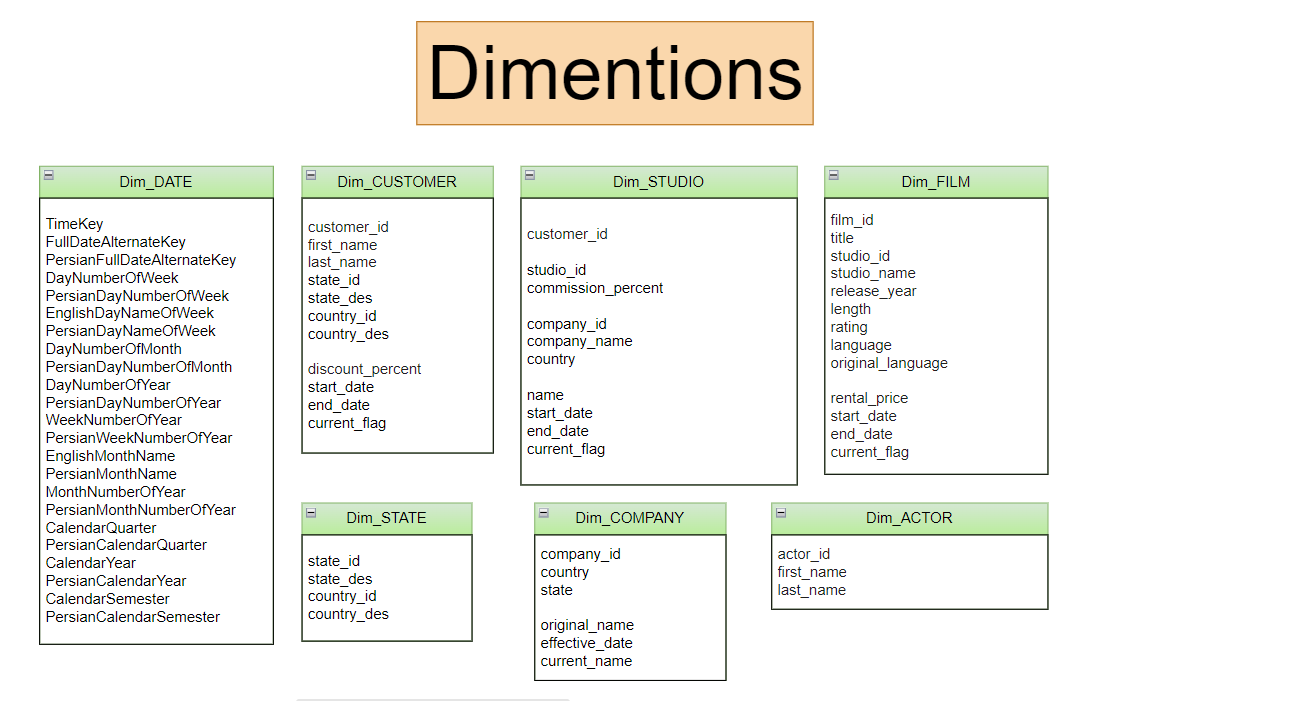 Dimentions
Dim_DATE
TimeKey
FullDateAlternateKey
PersianFullDateAlternateKey
DayNumberOfWeek
PersianDayNumberOfWeek
EnglishDayNameOfWeek
PersianDayNameOfWeek
DayNumberOfMonth
PersianDayNumberOfMonth
DayNumberOfYear
PersianDayNumberOfYear
WeekNumberOfYear
PersianWeekNumberOfYear
EnglishMonthName
PersianMonthName
MonthNumberOfYear
PersianMonthNumberOfYear
CalendarQuarter
PersianCalendarQuarter
CalendarYear
PersianCalendarYear
CalendarSemester
PersianCalendarSemester
Dim_CUSTOMER
customer_id
first_name
last_name
state_id
state_des
country_id
country_des
discount_percent
start_date
end_date
current_flag
Dim_STUDIO
customer_id
studio_id
commission_percent
company_id
company_name
country
name
start_date
end_date
current_flag
Dim_FILM
film_id
title
studio_id
studio_name
release_year
length
rating
language
original_language
rental_price
start_date
end_date
current_flag
Dim_STATE
state_id
state_des
country_id
country_des
Dim_COMPANY
company_id
country
state
original_name
effective_date
current_name
Dim_ACTOR
actor_id
first_name
last_name